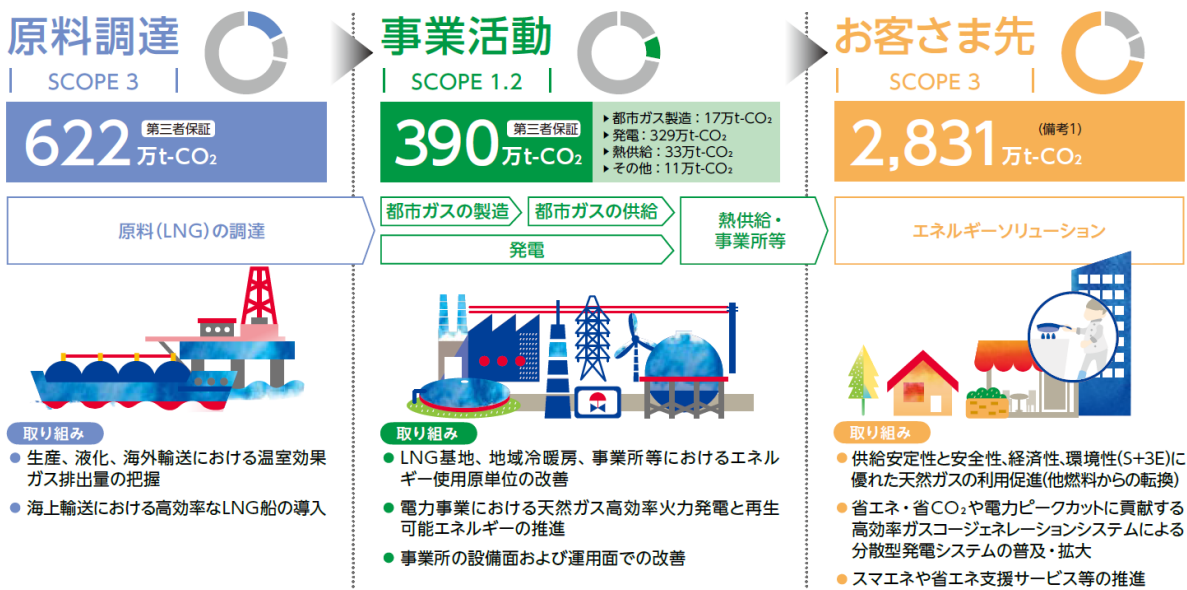 原料調達
SCOPE 3
622
第三者保証
万t-CO₂
原料(LNG)の調達
取り組み
● 生産、液化、海外輸送における温室効果
ガス排出量の把握
● 海上輸送における高効率なLNG船の導入
事業活動
SCOPE 1.2
390
第三者保証
万t-CO₂
▶都市ガス製造：17万t-CO₂
▶発電：329万t-CO₂
▶熱供給：33万t-CO₂
▶その他：11万t-CO₂
都市ガスの製造
都市ガスの供給
発電
熱供給・
事業所等
取り組み
● LNG基地、地域冷暖房、事業所等におけるエネル
ギー使用原単位の改善
● 電力事業における天然ガス高効率火力発電と再生
可能エネルギーの推進
● 事業所の設備面および運用面での改善
お客さま先
SCOPE 3
2,831
(備考1)
万t-CO₂
エネルギーソリューション
取り組み
● 供給安定性と安全性、経済性、環境性(S+3E)に
優れた天然ガスの利用促進(他燃料からの転換)
● 省エネ・省CO₂や電力ピークカットに貢献する
高効率ガスコージェネレーションシステムによる
分散型発電システムの普及・拡大
● スマエネや省エネ支援サービス等の推進